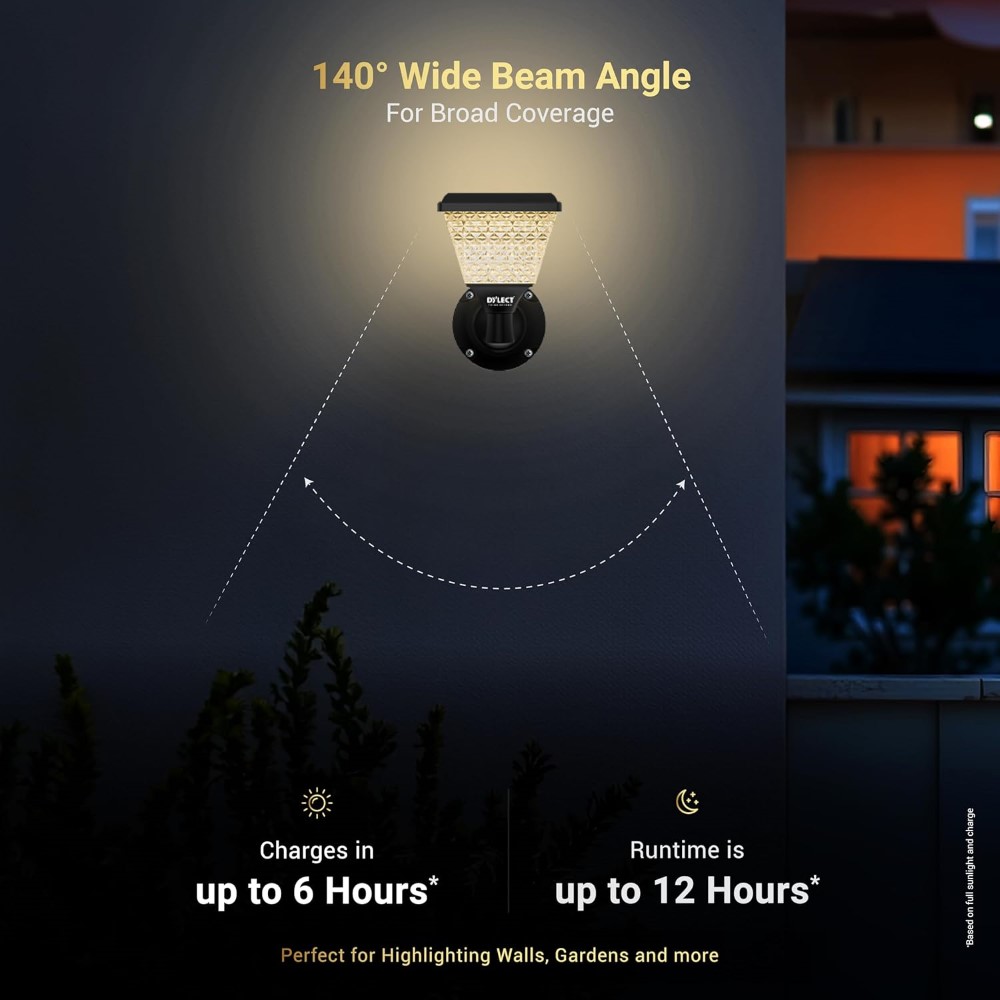 140° Wide Beam Angle
For Broad Coverage
DYLECT
Charges in
up to 6 Hours*
Runtime is
up to 12 Hours*
Perfect for Highlighting Walls, Gardens and more
*Based on full sunlight and charge